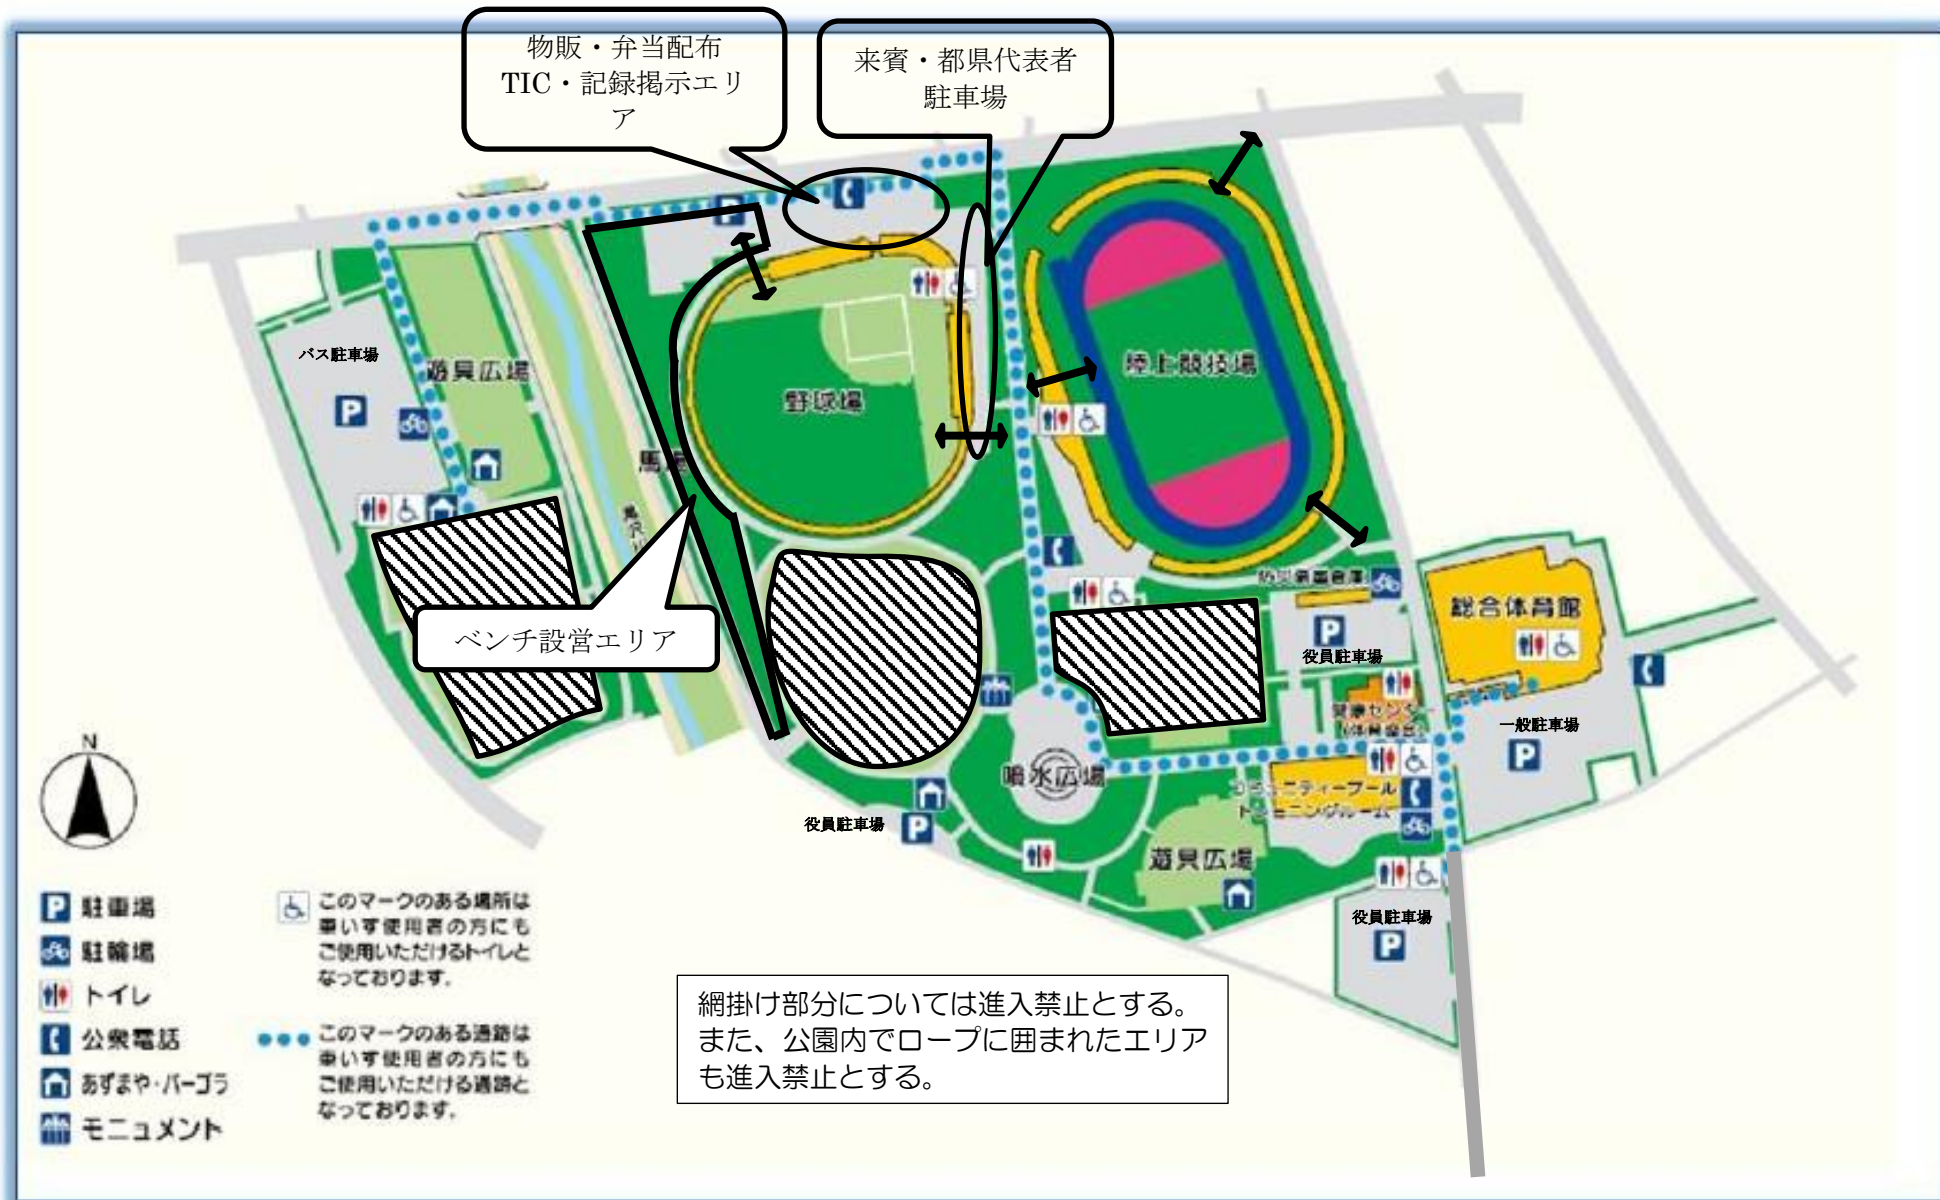 物販・弁当配布
TIC・記録掲示エリ
ア
来賓・都県代表者
駐車場
バス駐車場
遊具広場
野球場
陸上競技場
ベンチ設営エリア
総合体育館
役員駐車場
一般駐車場
噴水広場
役員駐車場
遊具広場
役員駐車場
N
P 駐車場
駐輪場
トイレ
公衆電話
あずまや・パーゴラ
モニュメント
このマークのある場所は
車いす使用者の方にも
ご使用いただけるトイレと
なっております。
このマークのある通路は
車いす使用者の方にも
ご使用いただける通路と
なっております。
網掛け部分については進入禁止とする。
また、公園内でロープに囲まれたエリア
も進入禁止とする。